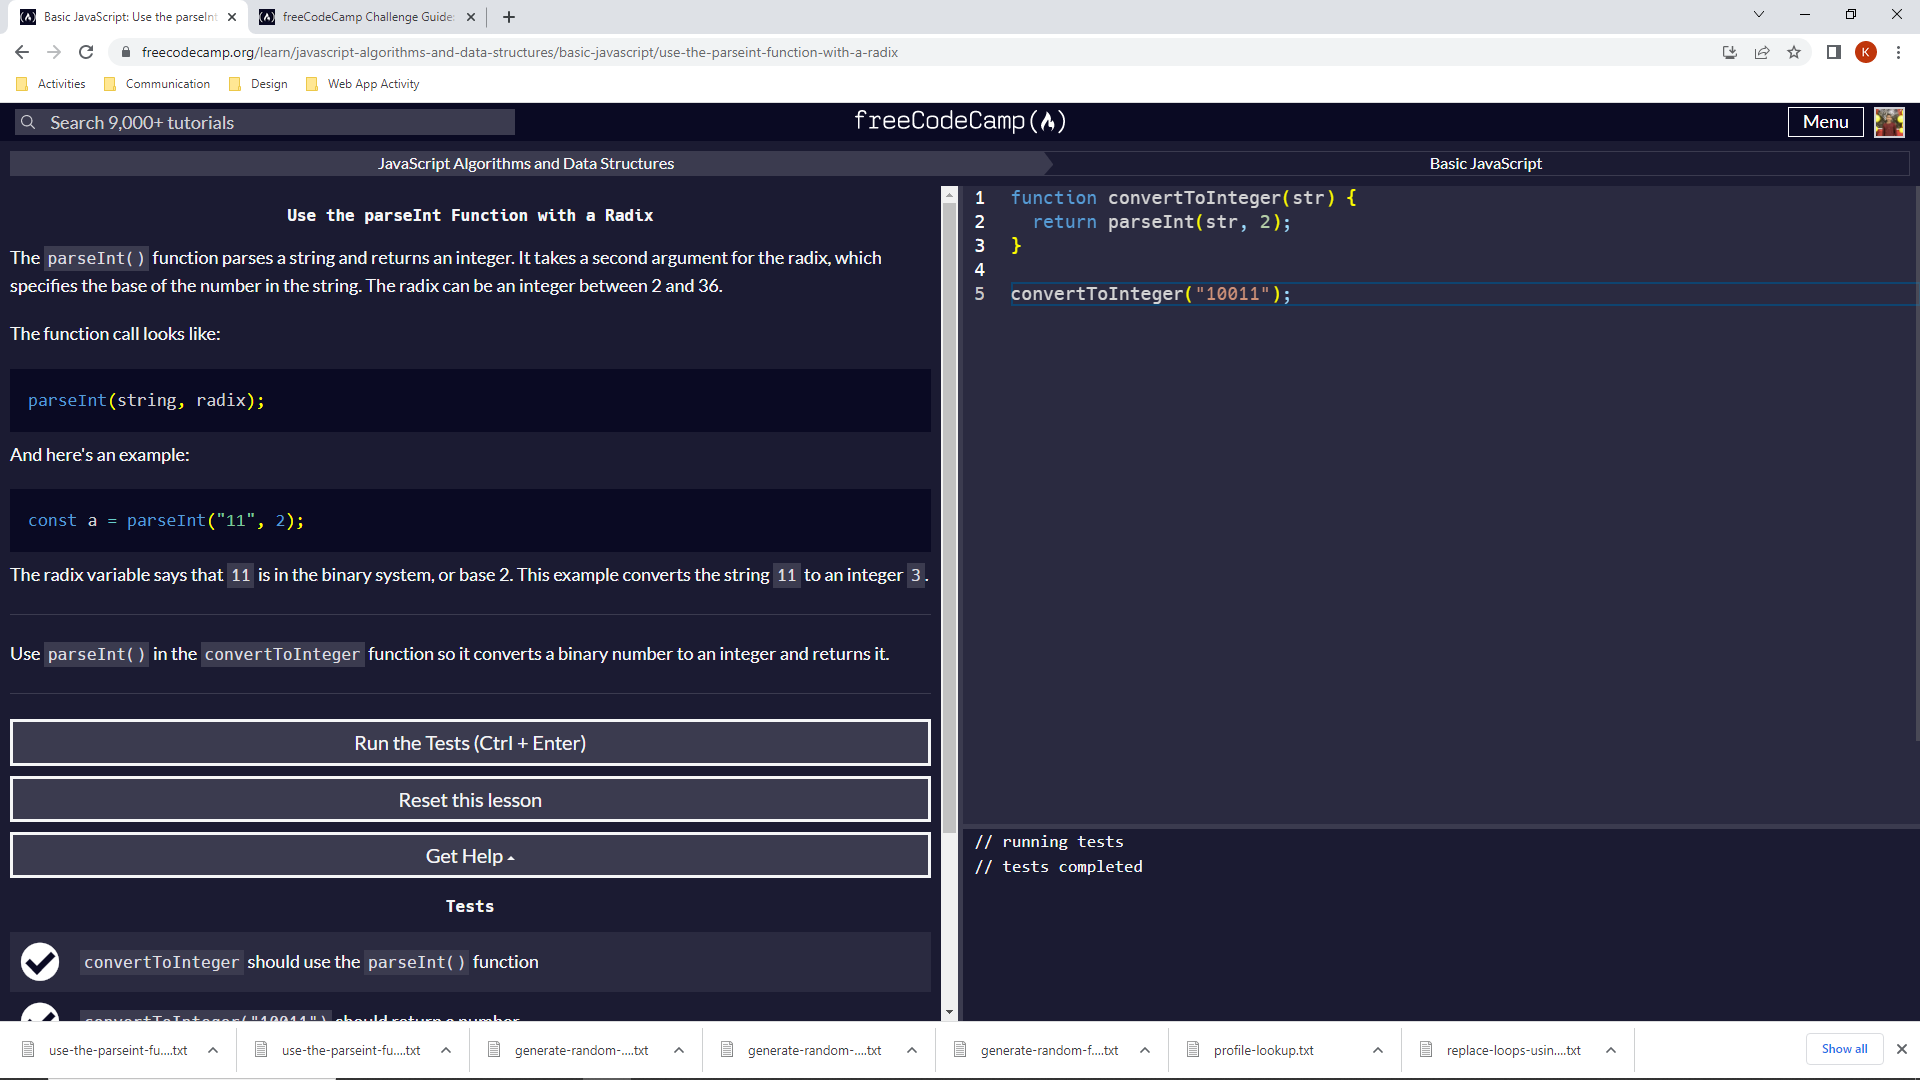 Basic JavaScript: Use the parseInt
freeCodeCamp Challenge Guide:
freecodecamp.org/learn/javascript-algorithms-and-data-structures/basic-javascript/use-the-parseint-function-with-a-radix
K
Activities
Communication
Design
Web App Activity
Search 9,000+ tutorials
freeCodeCamp
Menu
JavaScript Algorithms and Data Structures
Basic JavaScript
Use the parseInt Function with a Radix
The parseInt() function parses a string and returns an integer. It takes a second argument for the radix, which
specifies the base of the number in the string. The radix can be an integer between 2 and 36.
The function call looks like:
parseInt(string, radix);
And here's an example:
const a = parseInt("11", 2);
The radix variable says that 11 is in the binary system, or base 2. This example converts the string 11 to an integer 3.
Use parseInt() in the convertToInteger function so it converts a binary number to an integer and returns it.
Run the Tests (Ctrl + Enter)
Reset this lesson
Get Help
Tests
convertToInteger should use the parseInt() function
convertToInteger("10011") should return a number
1 function convertToInteger(str) {
2 return parseInt(str, 2);
3 }
4
5 convertToInteger("10011");
// running tests
// tests completed
use-the-parseint-fu....txt
use-the-parseint-fu....txt
generate-random-....txt
generate-random-....txt
generate-random-f....txt
profile-lookup.txt
replace-loops-usin....txt
Show all